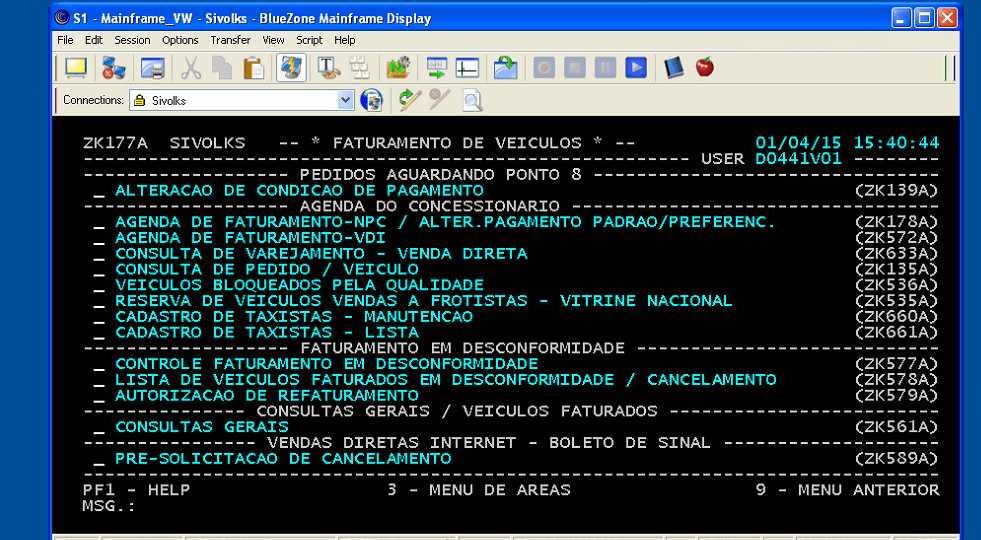 S1 - Mainframe_VW - Sivolks - BlueZone Mainframe Display
File Edit Session Options Transfer View Script Help
Connections: Sivolks
ZK177A SIVOLKS -- * FATURAMENTO DE VEICULOS * -- 01/04/15 15:40:44
-------------------------------------------------------- USER D0441V01 --------
------------------- PEDIDOS AGUARDANDO PONTO 8 --------------------------------
_ ALTERACAO DE CONDICAO DE PAGAMENTO (ZK139A)
------------------- AGENDA DO CONCESSIONARIO ----------------------------------
_ AGENDA DE FATURAMENTO-NPC / ALTER.PAGAMENTO PADRAO/PREFERENC. (ZK178A)
_ AGENDA DE FATURAMENTO-VDI (ZK572A)
_ CONSULTA DE VAREJAMENTO - VENDA DIRETA (ZK633A)
_ CONSULTA DE PEDIDO / VEICULO (ZK135A)
_ VEICULOS BLOQUEADOS PELA QUALIDADE (ZK536A)
_ RESERVA DE VEICULOS VENDAS A FROTISTAS - VITRINE NACIONAL (ZK535A)
_ CADASTRO DE TAXISTAS - MANUTENCAO (ZK660A)
_ CADASTRO DE TAXISTAS - LISTA (ZK661A)
------------------- FATURAMENTO EM DESCONFORMIDADE ----------------------------
_ CONTROLE FATURAMENTO EM DESCONFORMIDADE (ZK577A)
_ LISTA DE VEICULOS FATURADOS EM DESCONFORMIDADE / CANCELAMENTO (ZK578A)
_ AUTORIZACAO DE REFATURAMENTO (ZK579A)
--------------- CONSULTAS GERAIS / VEICULOS FATURADOS -------------------------
_ CONSULTAS GERAIS (ZK561A)
---------------- VENDAS DIRETAS INTERNET - BOLETO DE SINAL --------------------
_ PRE-SOLICITACAO DE CANCELAMENTO (ZK589A)
-------------------------------------------------------------------------------
PF1 - HELP 3 - MENU DE AREAS 9 - MENU ANTERIOR
MSG.: